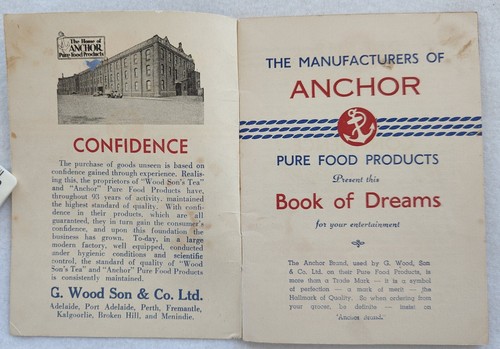 The House of
ANCHOR
Pure Food Products
CONFIDENCE
The purchase of goods unseen is based on
confidence gained through experience. Realis-
ing this, the proprietors of "Wood Son's Tea"
and "Anchor" Pure Food Products have,
throughout 93 years of activity, maintained
the highest standard of quality. With confi-
dence in their products, which are all
guaranteed, they in turn gain the consumer's
confidence, and upon this foundation the
business has grown. To-day, in a large
modern factory, well equipped, conducted
under hygienic conditions and scientific
control, the standard of quality of "Wood
Son's Tea" and "Anchor" Pure Food Products
is consistently maintained.
G. Wood Son & Co. Ltd.
Adelaide, Port Adelaide, Perth, Fremantle,
Kalgoorlie, Broken Hill, and Menindie.
THE MANUFACTURERS OF
ANCHOR
PURE FOOD PRODUCTS
Present this
Book of Dreams
for your entertainment
The Anchor Brand, used by G. Wood, Son
& Co. Ltd. on their Pure Food Products, is
more than a Trade Mark — it is a symbol
of perfection — a mark of merit — the
Hallmark of Quality. So when ordering from
your grocer, be definite — insist on
"Anchor Brand."